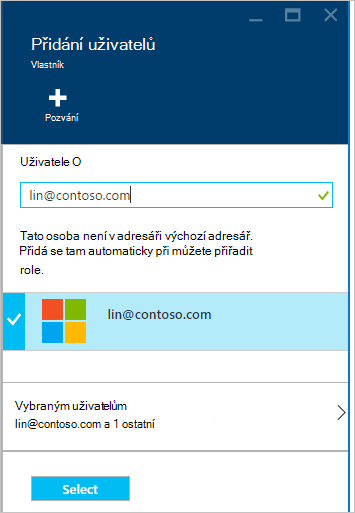 Přidání uživatelů
Vlastník
Pozvání
Uživatele O
lin@contoso.com
Tato osoba není v adresáři výchozí adresář.
Přidá se tam automaticky při můžete přiřadit
role.
lin@contoso.com
Vybraným uživatelům
lin@contoso.com a 1 ostatní
Select